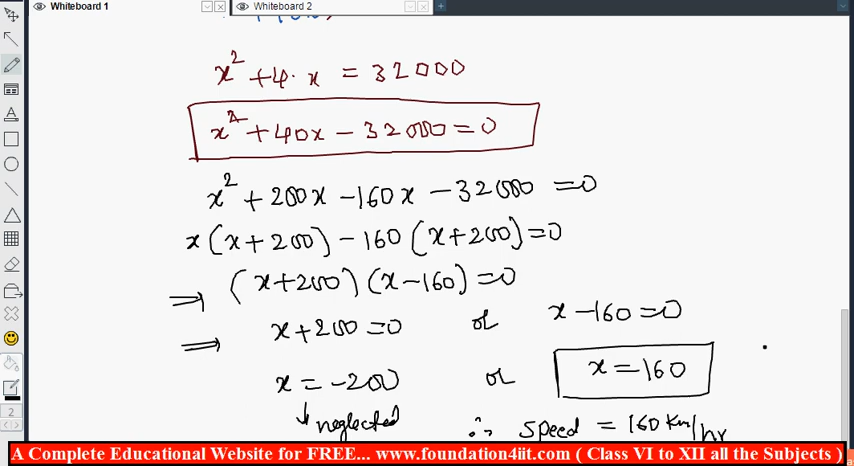 Whiteboard 1
Whiteboard 2
x² + 4· x = 32000
x² + 40x − 32000 = 0
x² + 200x − 160x − 32000 = 0
x(x + 200) − 160(x + 200) = 0
⇒ (x + 200)(x − 160) = 0
⇒ x + 200 = 0 or x − 160 = 0
x = −200 or x = 160
↓ neglected ∴ speed = 160 Km/hr
2
A Complete Educational Website for FREE... www.foundation4iit.com ( Class VI to XII all the Subjects )